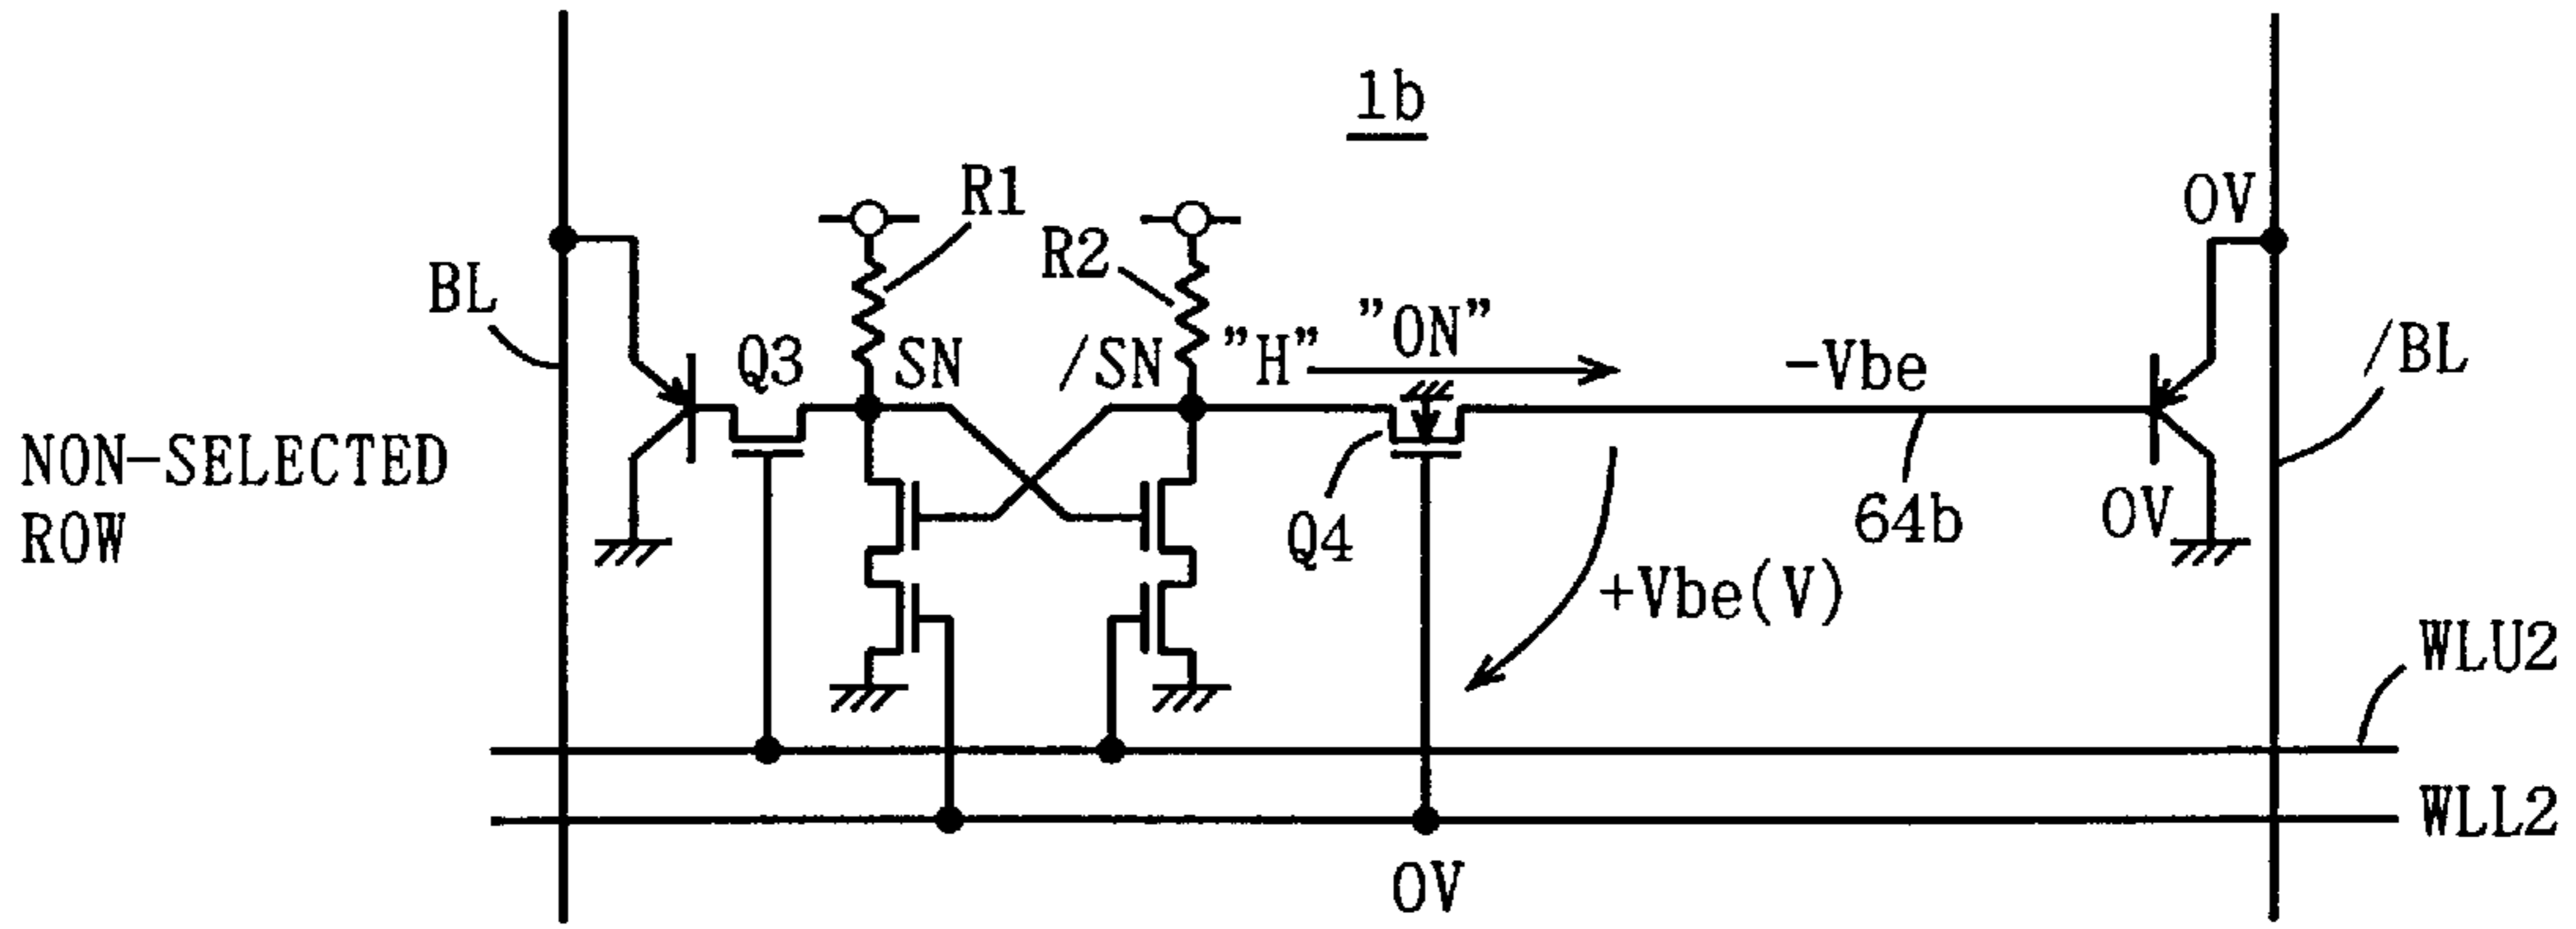 1b
R1
0V
R2
BL
"ON"
Q3
SN
/SN
"H"
-Vbe
/BL
NON-SELECTED
ROW
Q4
64b
0V
+Vbe(V)
WLU2
WLL2
0V